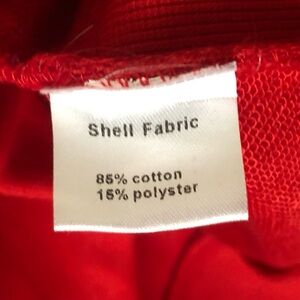 Shell Fabric
85% cotton
15% polyster